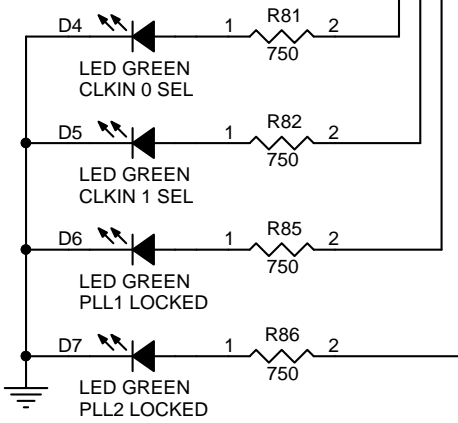 D4 1 R81 2
750
LED GREEN
CLKIN 0 SEL
D5 1 R82 2
750
LED GREEN
CLKIN 1 SEL
D6 1 R85 2
750
LED GREEN
PLL1 LOCKED
D7 1 R86 2
750
LED GREEN
PLL2 LOCKED